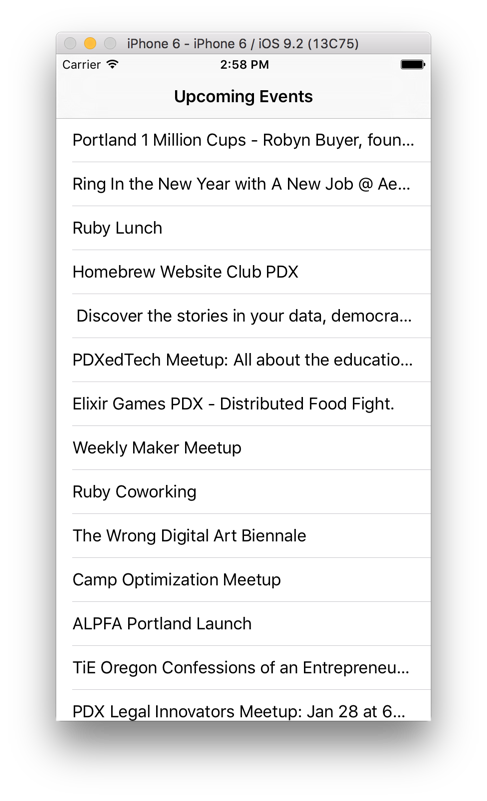 iPhone 6 - iPhone 6 / iOS 9.2 (13C75)
Carrier 2:58 PM
Upcoming Events
Portland 1 Million Cups - Robyn Buyer, foun...
Ring In the New Year with A New Job @ Ae...
Ruby Lunch
Homebrew Website Club PDX
Discover the stories in your data, democra...
PDXedTech Meetup: All about the educatio...
Elixir Games PDX - Distributed Food Fight.
Weekly Maker Meetup
Ruby Coworking
The Wrong Digital Art Biennale
Camp Optimization Meetup
ALPFA Portland Launch
TiE Oregon Confessions of an Entrepreneu...
PDX Legal Innovators Meetup: Jan 28 at 6...